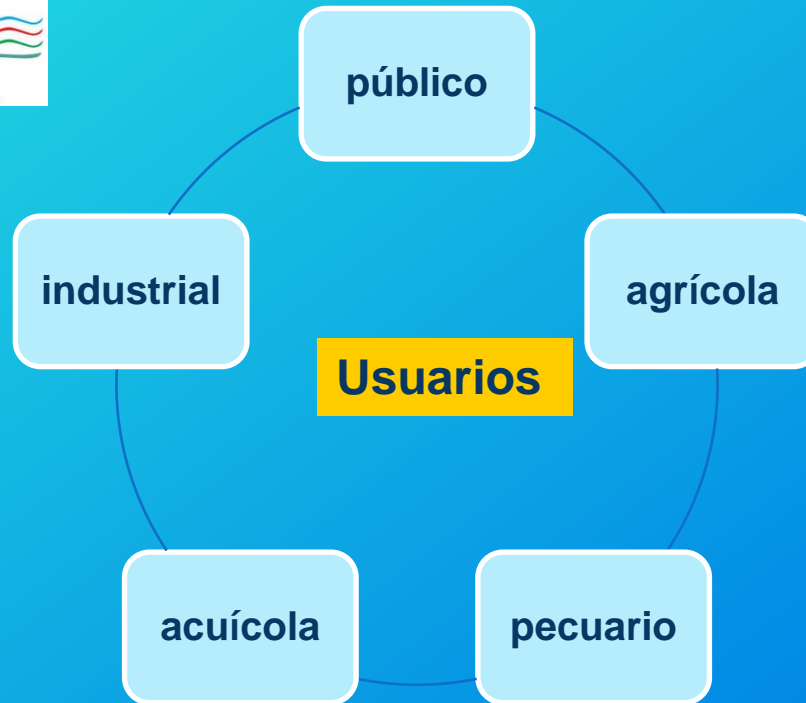 público
industrial
agrícola
Usuarios
acuícola
pecuario